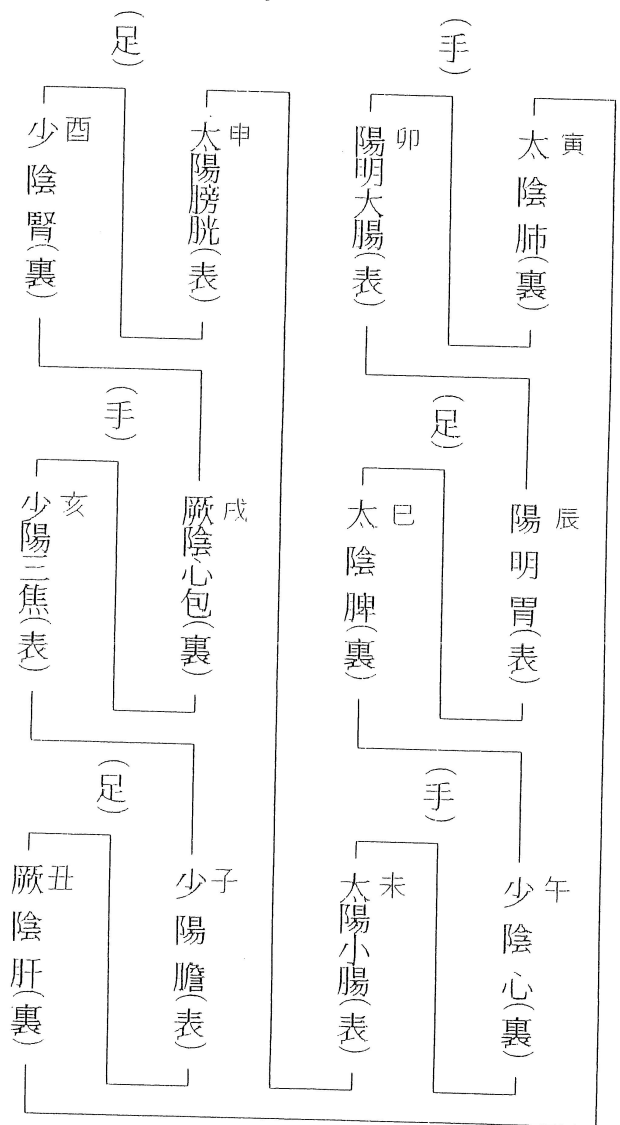 (手)
寅
太陰肺(裏)
卯
陽明大腸(表)
(足)
辰
陽明胃(表)
巳
太陰脾(裏)
(手)
午
少陰心(裏)
未
太陽小腸(表)
(足)
申
太陽膀胱(表)
酉
少陰腎(裏)
(手)
戌
厥陰心包(裏)
亥
少陽三焦(表)
(足)
子
少陽膽(表)
丑
厥陰肝(裏)